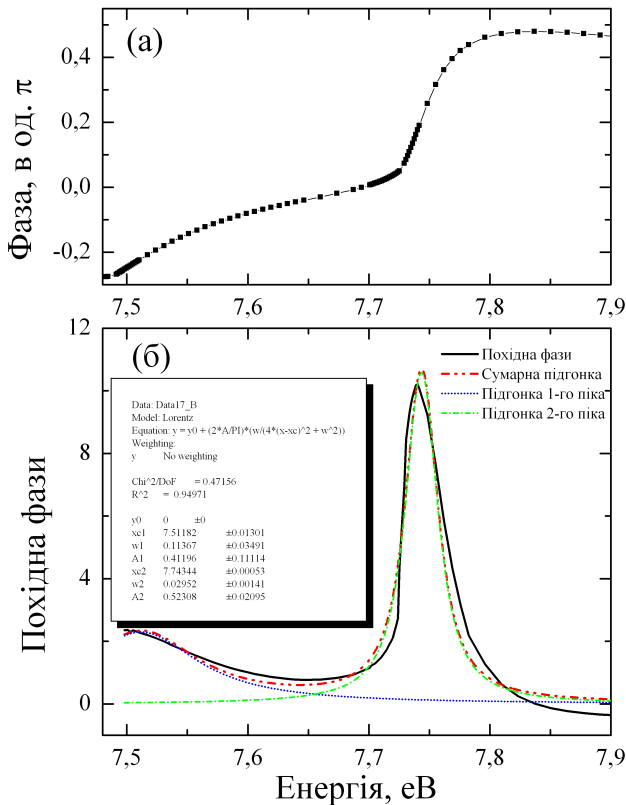 (а)
Фаза, в од. π
0,4
0,2
0,0
-0,2
7,5 7,6 7,7 7,8 7,9
(б)
Похідна фази
12
8
4
0
Похідна фази
Сумарна підгонка
Підгонка 1-го піка
Підгонка 2-го піка
Data: Data17_B
Model: Lorentz
Equation: y = y0 + (2*A/PI)*(w/(4*(x-xc)^2 + w^2))
Weighting:
y No weighting
Chi^2/DoF = 0.47156
R^2 = 0.94971
y0 0 ±0
xc1 7.51182 ±0.01301
w1 0.11367 ±0.03491
A1 0.41196 ±0.11114
xc2 7.74344 ±0.00053
w2 0.02952 ±0.00141
A2 0.52308 ±0.02095
7,5 7,6 7,7 7,8 7,9
Енергія, еВ